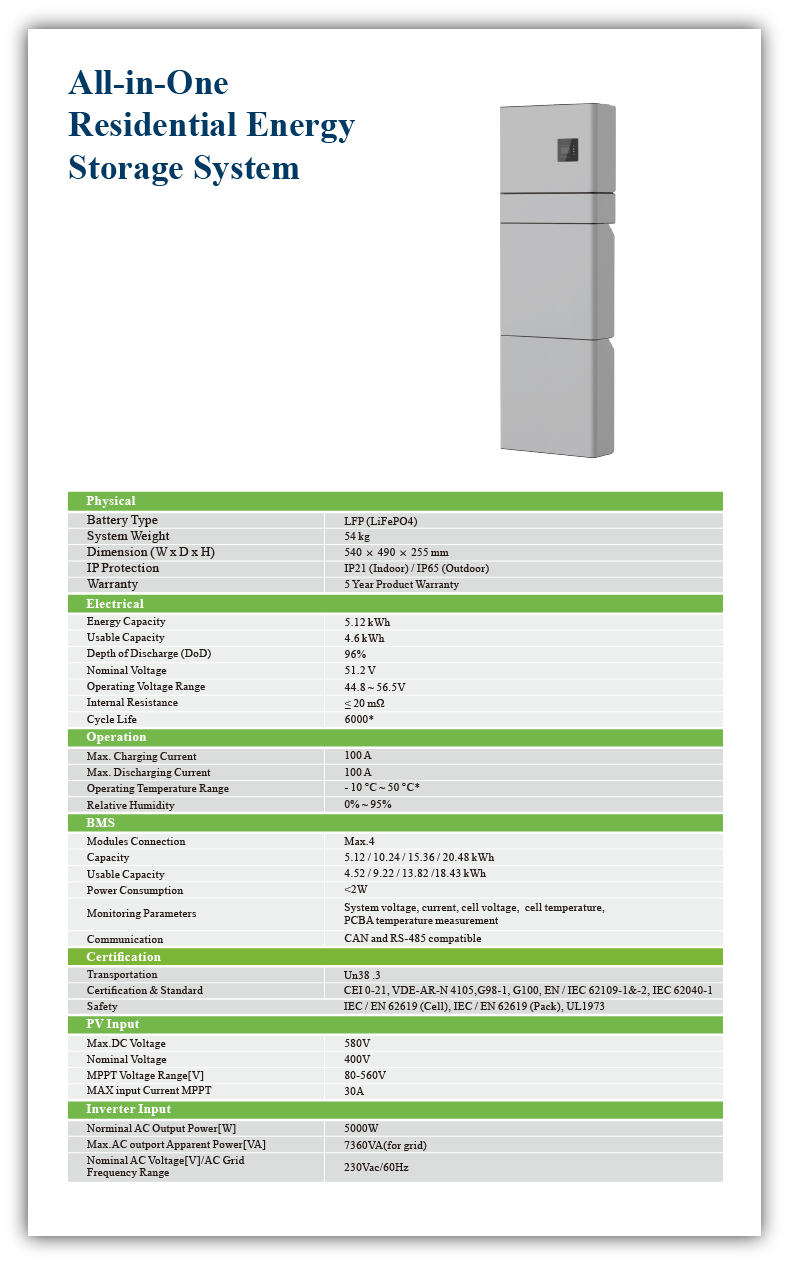 All-in-One
Residential Energy
Storage System
Physical
Battery Type LFP (LiFePO4)
System Weight 54 kg
Dimension (W x D x H) 540 × 490 × 255 mm
IP Protection IP21 (Indoor) / IP65 (Outdoor)
Warranty 5 Year Product Warranty
Electrical
Energy Capacity 5.12 kWh
Usable Capacity 4.6 kWh
Depth of Discharge (DoD) 96%
Nominal Voltage 51.2 V
Operating Voltage Range 44.8 ~ 56.5V
Internal Resistance ≤ 20 mΩ
Cycle Life 6000*
Operation
Max. Charging Current 100 A
Max. Discharging Current 100 A
Operating Temperature Range - 10 °C ~ 50 °C*
Relative Humidity 0% ~ 95%
BMS
Modules Connection Max.4
Capacity 5.12 / 10.24 / 15.36 / 20.48 kWh
Usable Capacity 4.52 / 9.22 / 13.82 /18.43 kWh
Power Consumption <2W
Monitoring Parameters System voltage, current, cell voltage, cell temperature,
PCBA temperature measurement
Communication CAN and RS-485 compatible
Certification
Transportation Un38 .3
Certification & Standard CEI 0-21, VDE-AR-N 4105,G98-1, G100, EN / IEC 62109-1&-2, IEC 62040-1
Safety IEC / EN 62619 (Cell), IEC / EN 62619 (Pack), UL1973
PV Input
Max.DC Voltage 580V
Nominal Voltage 400V
MPPT Voltage Range[V] 80-560V
MAX input Current MPPT 30A
Inverter Input
Norminal AC Output Power[W] 5000W
Max.AC outport Apparent Power[VA] 7360VA(for grid)
Nominal AC Voltage[V]/AC Grid
Frequency Range 230Vac/60Hz